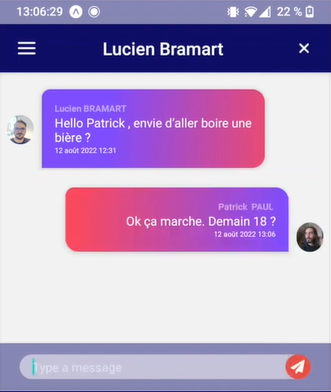 13:06:29
22 %
Lucien Bramart
Lucien BRAMART
Hello Patrick , envie d'aller boire une
bière ?
12 août 2022 12:31
Patrick PAUL
Ok ça marche. Demain 18 ?
12 août 2022 13:06
Type a message